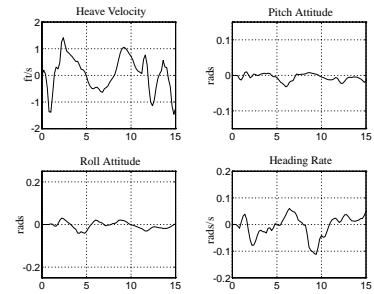 Heave Velocity
2
1
0
-1
-2
ft/s
0 5 10 15
Pitch Attitude
0.1
0
-0.1
rads
0 5 10 15
Roll Attitude
0.2
0
-0.2
rads
0 5 10 15
Heading Rate
0.2
0.1
0
-0.1
-0.2
rads/s
0 5 10 15